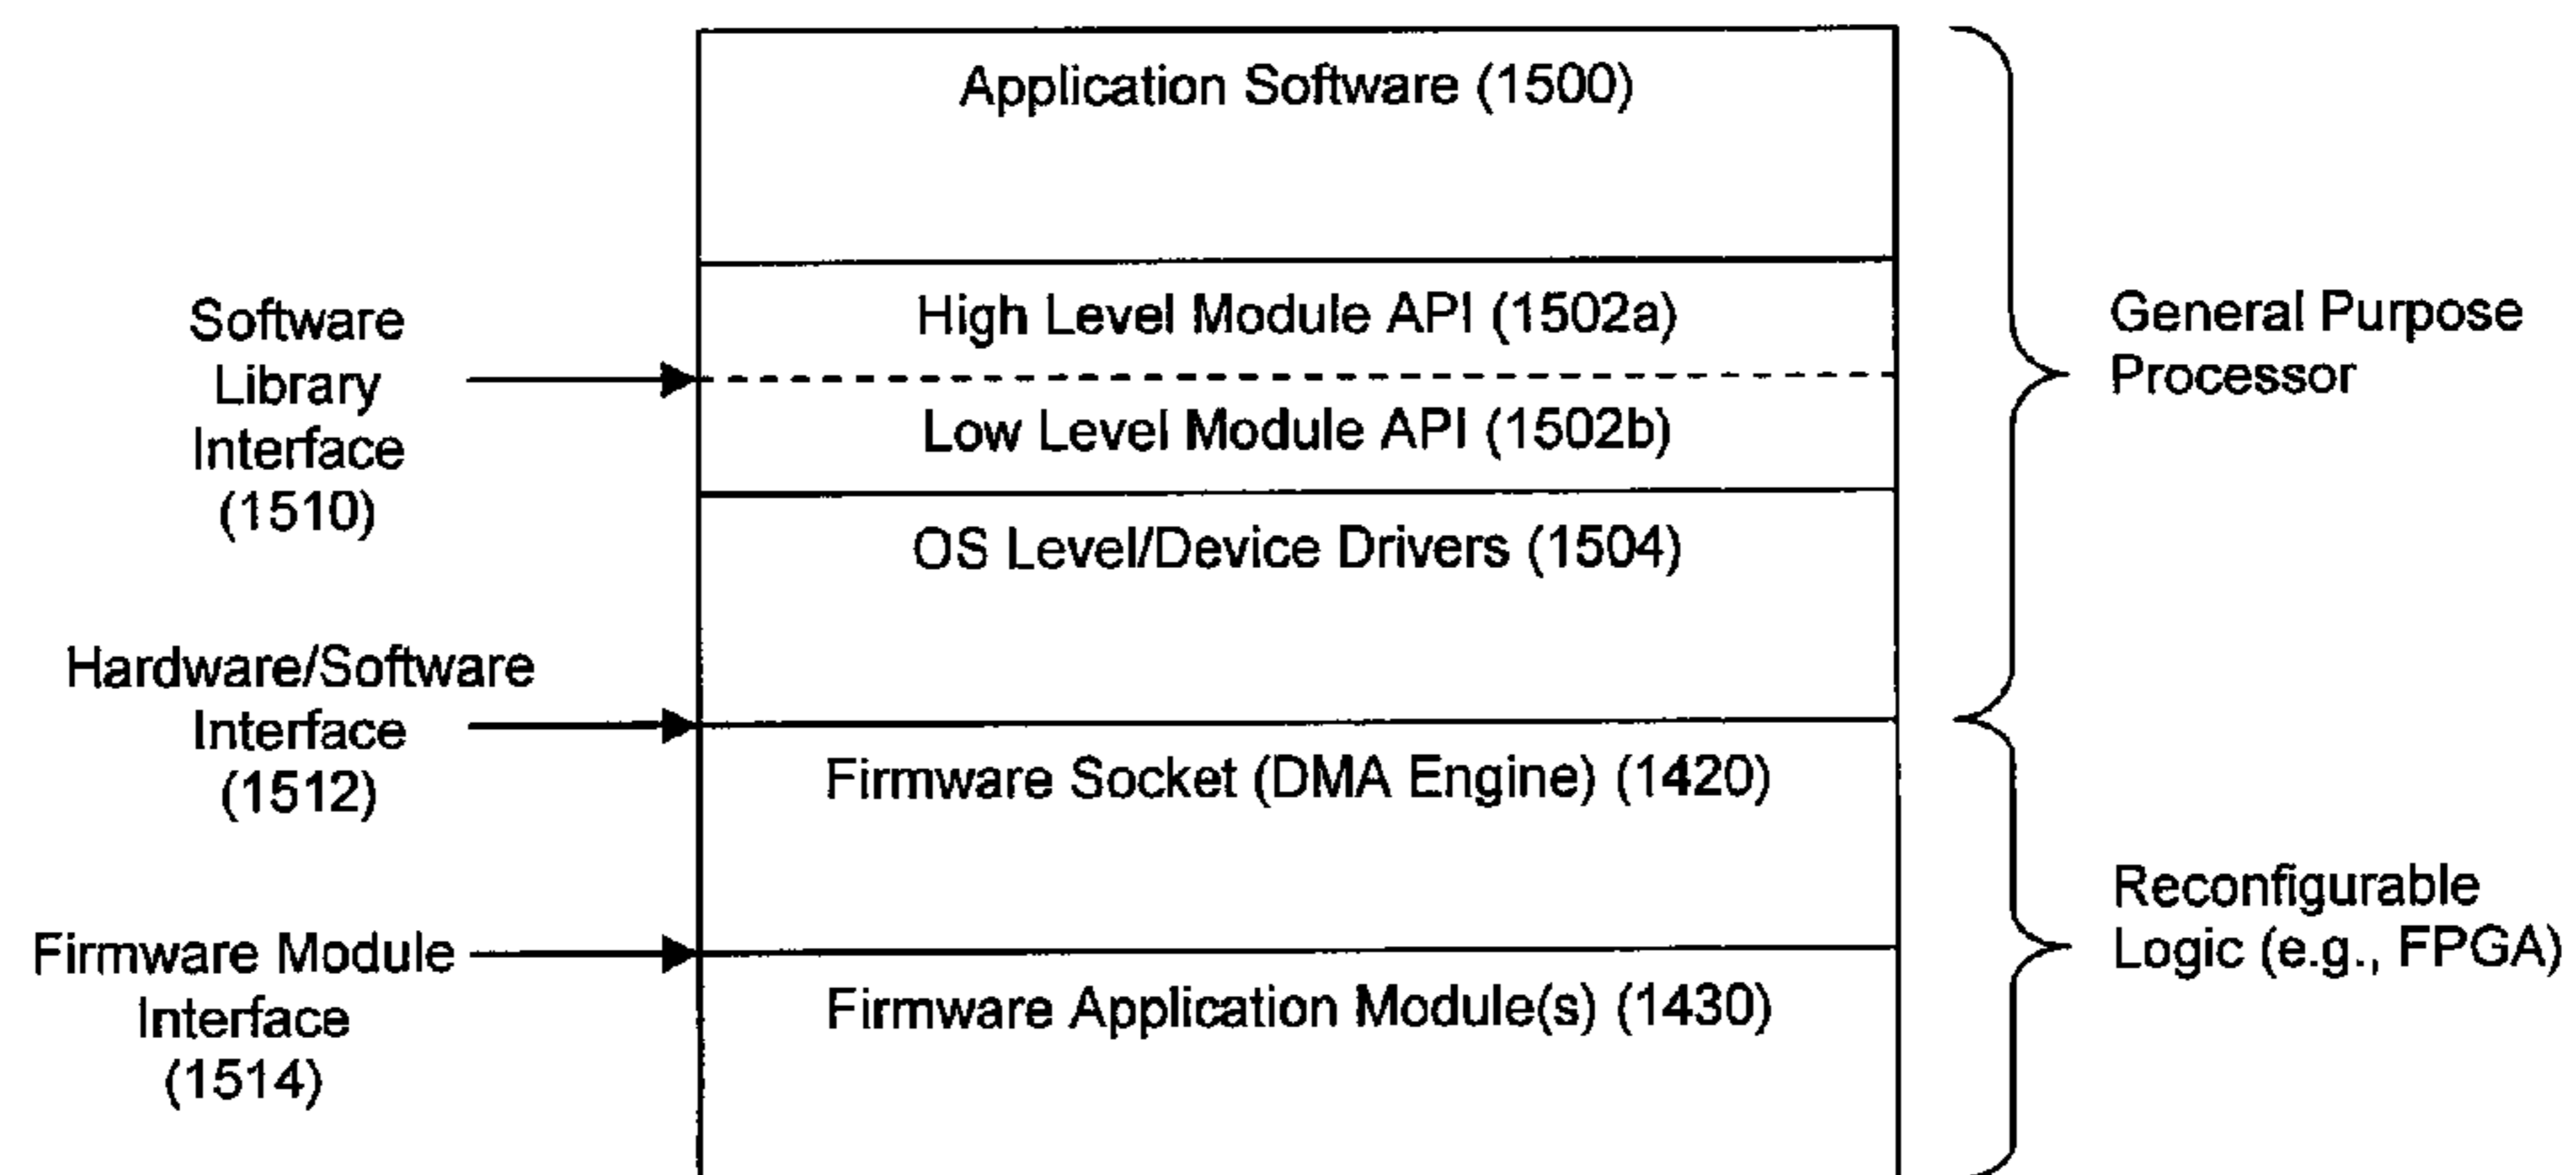 Application Software (1500)
High Level Module API (1502a)
Low Level Module API (1502b)
OS Level/Device Drivers (1504)
Firmware Socket (DMA Engine) (1420)
Firmware Application Module(s) (1430)
Software
Library
Interface
(1510)
Hardware/Software
Interface
(1512)
Firmware Module
Interface
(1514)
General Purpose
Processor
Reconfigurable
Logic (e.g., FPGA)